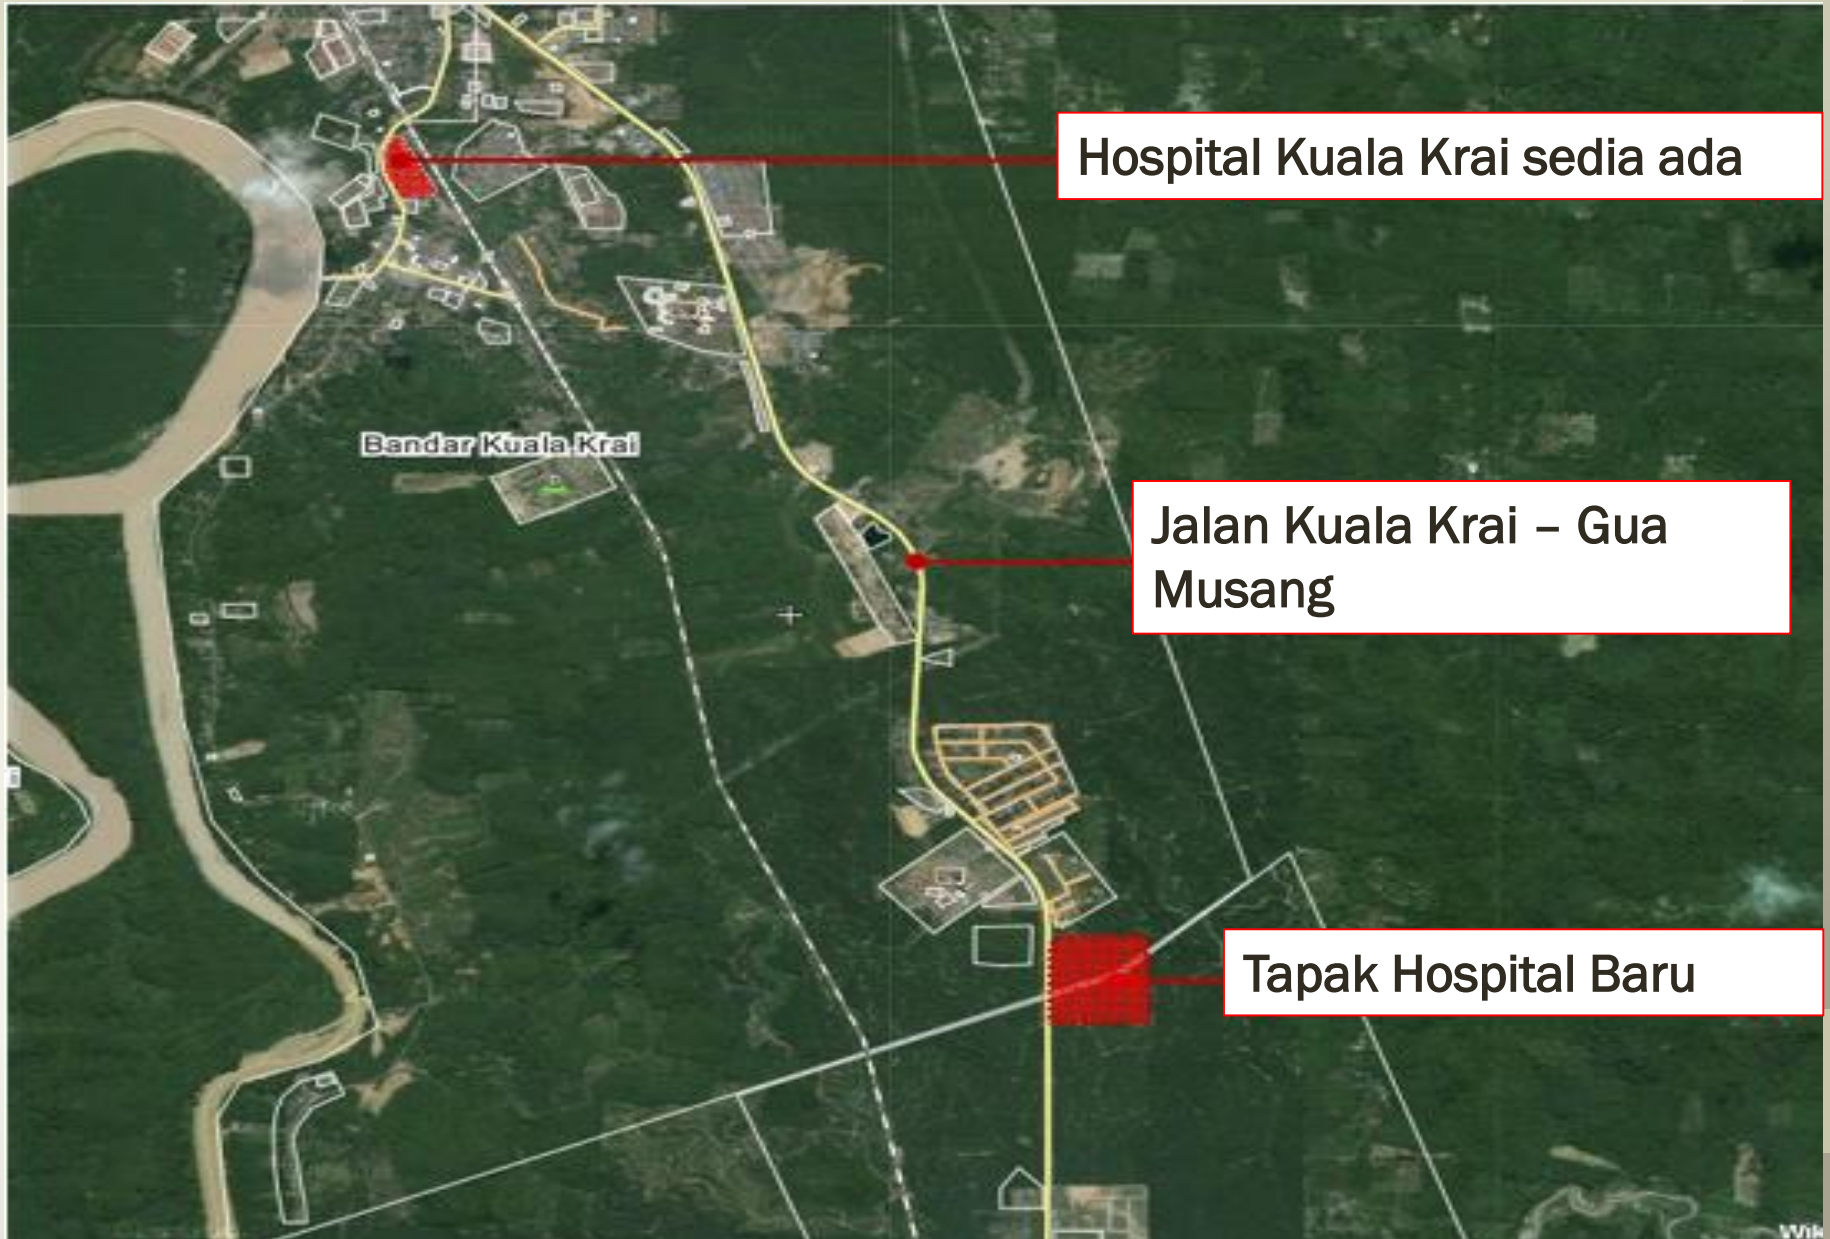 Hospital Kuala Krai sedia ada
Bandar Kuala Krai
Jalan Kuala Krai – Gua
Musang
Tapak Hospital Baru